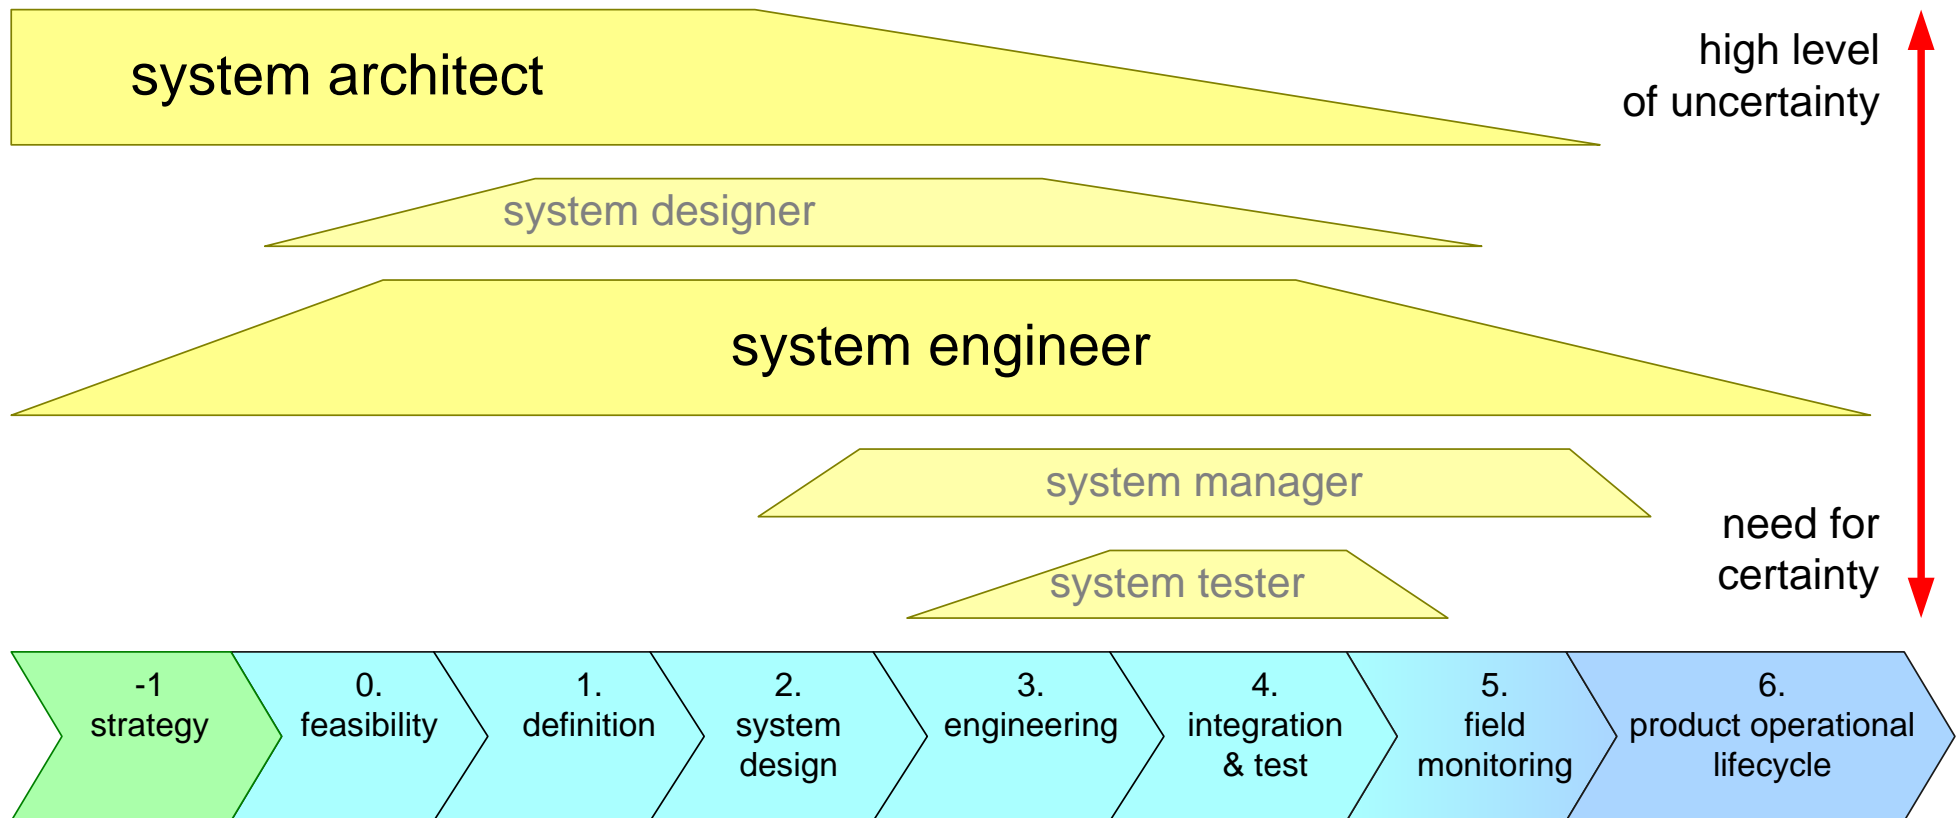 system architect
high level
of uncertainty
system designer
system engineer
system manager
need for
certainty
system tester
-1
strategy
0.
feasibility
1.
definition
2.
system
design
3.
engineering
4.
integration
& test
5.
field
monitoring
6.
product operational
lifecycle